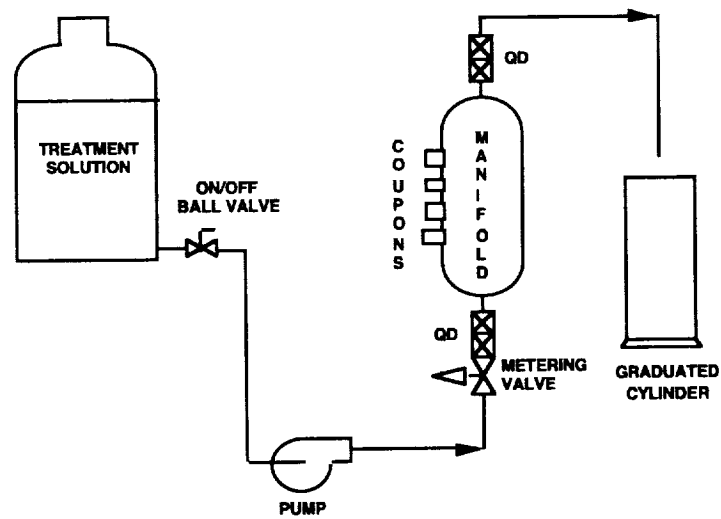 TREATMENT
SOLUTION
ON/OFF
BALL VALVE
COUPONS
MANIFOLD
QD
QD
METERING
VALVE
GRADUATED
CYLINDER
PUMP